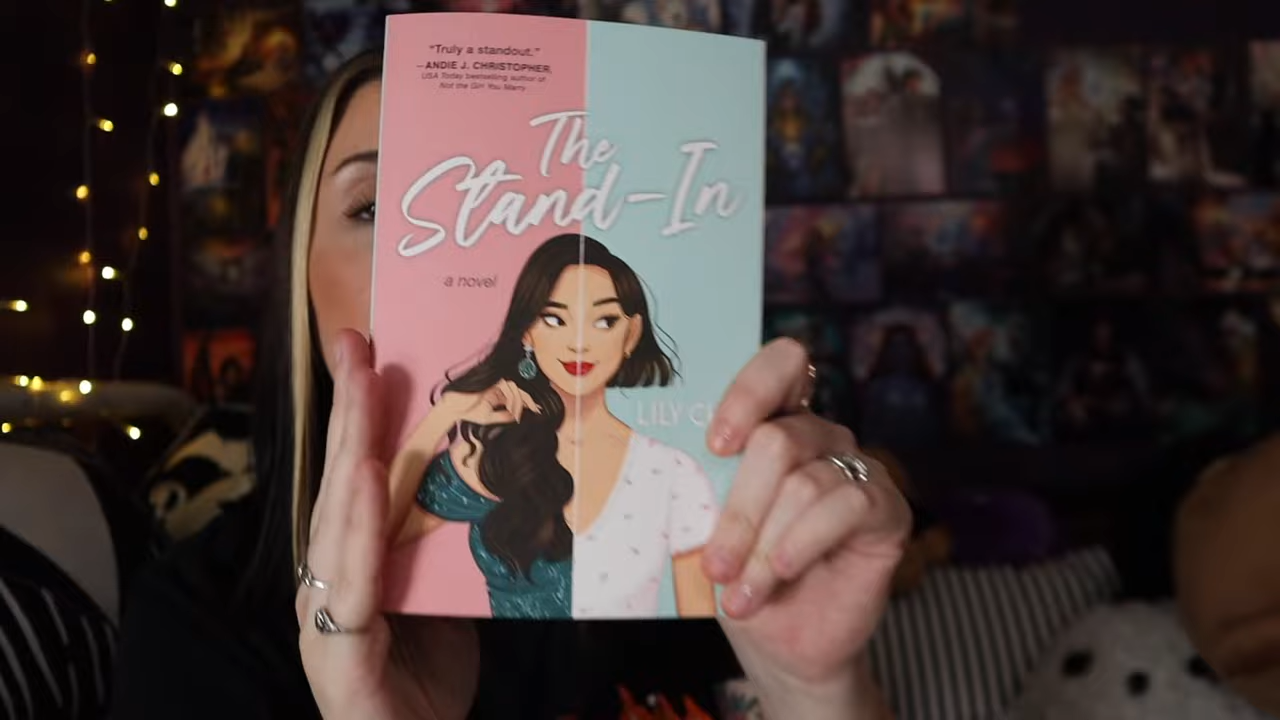 “Truly a standout.”
—ANDIE J. CHRISTOPHER,
USA Today bestselling author of
Not the Girl You Marry
The
Stand-In
a novel
LILY